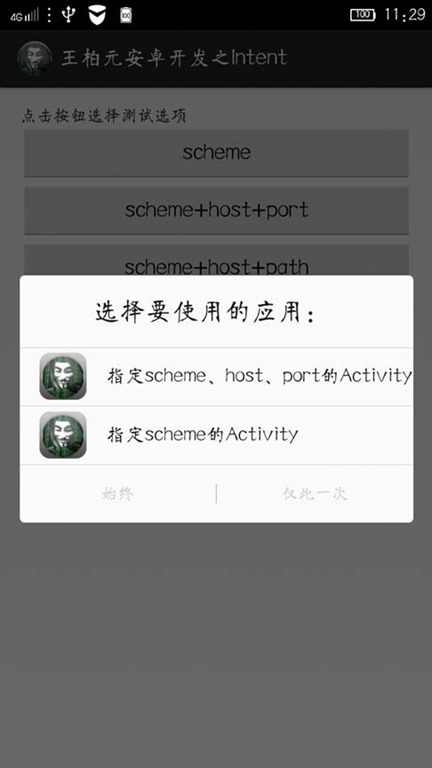 4G 100 100 11:29
王柏元安卓开发之Intent
点击按钮选择测试选项
scheme
scheme+host+port
scheme+host+path
选择要使用的应用：
指定scheme、host、port的Activity
指定scheme的Activity
始终 仅此一次